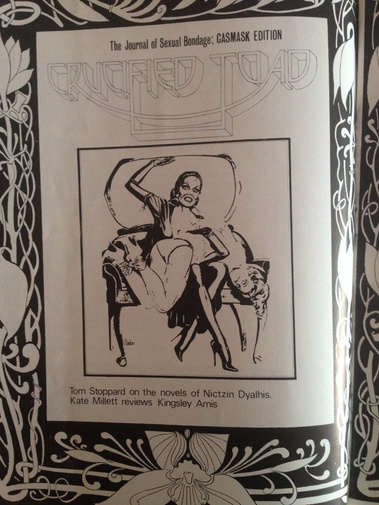 The Journal of Sexual Bondage: CASMASK EDITION
CRUCIFIED TOAD
Tom Stoppard on the novels of Nictzin Dyalhis.
Kate Millett reviews Kingsley Amis